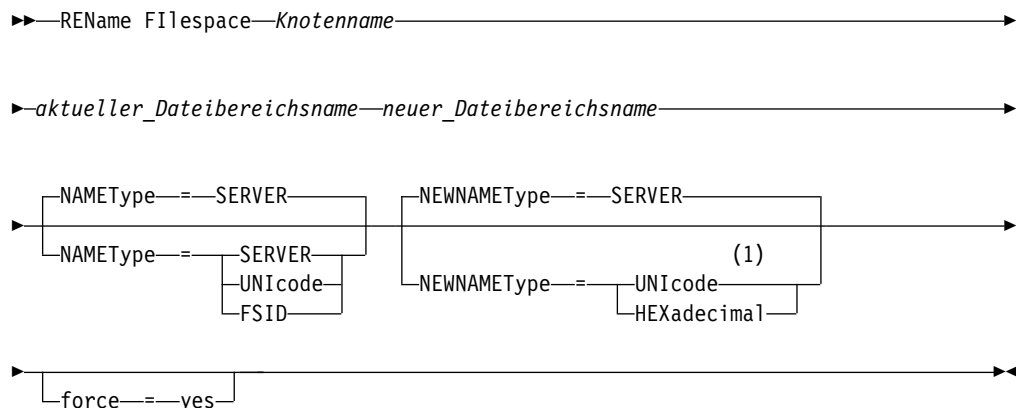 REName FIlespace Knotenname
aktueller_Dateibereichsname neuer_Dateibereichsname
NAMEType = SERVER NEWNAMEType = SERVER
NAMEType = SERVER (1)
UNIcode NEWNAMEType = UNIcode
FSID HEXadecimal
force = yes